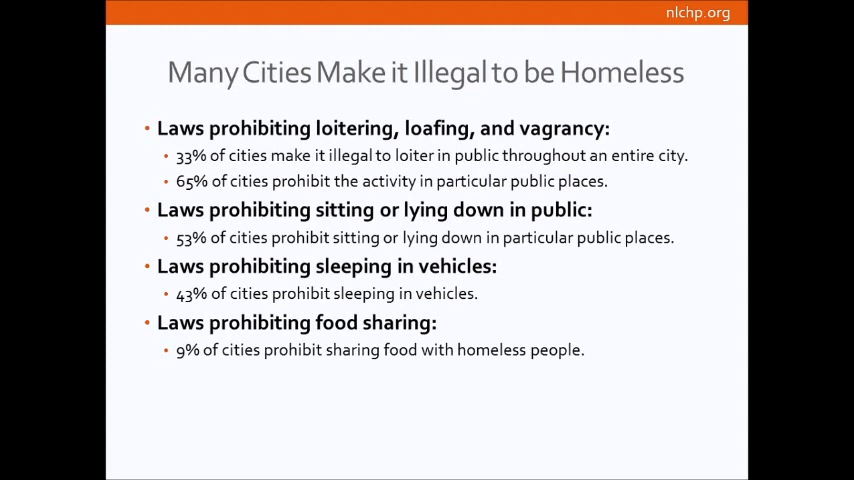 nlchp.org
Many Cities Make it Illegal to be Homeless
• Laws prohibiting loitering, loafing, and vagrancy:
• 33% of cities make it illegal to loiter in public throughout an entire city.
• 65% of cities prohibit the activity in particular public places.
• Laws prohibiting sitting or lying down in public:
• 53% of cities prohibit sitting or lying down in particular public places.
• Laws prohibiting sleeping in vehicles:
• 43% of cities prohibit sleeping in vehicles.
• Laws prohibiting food sharing:
• 9% of cities prohibit sharing food with homeless people.